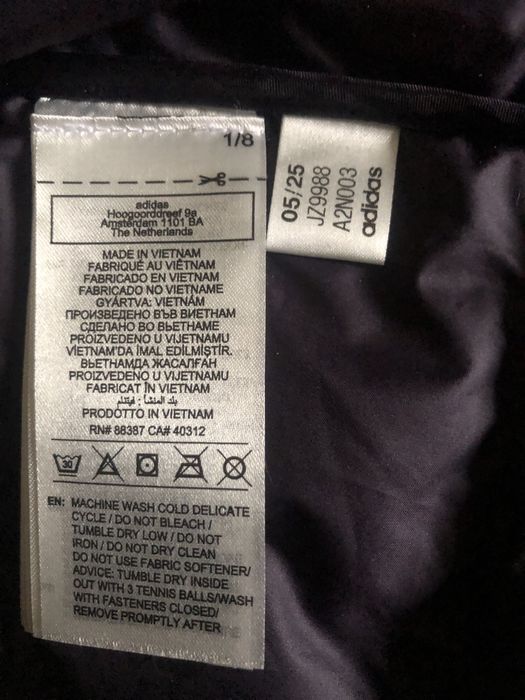 1/8
adidas
Hoogoorddreef 9a
Amsterdam 1101 BA
The Netherlands
MADE IN VIETNAM
FABRIQUÉ AU VIÊTNAM
FABRICADO EN VIETNAM
FABRICADO NO VIETNAME
GYÁRTVA: VIETNÁM
ПРОИЗВЕДЕНО ВЪВ ВИЕТНАМ
СДЕЛАНО ВО ВЬЕТНАМЕ
PROIZVEDENO U VIJETNAMU
VİETNAM'DA İMAL EDİLMİŞTİR.
ВЬЕТНАМДА ЖАСАЛҒАН
PROIZVEDENO U VIJETNAMU
FABRICAT ÎN VIETNAM
بلد المنشأ: فيتنام
PRODOTTO IN VIETNAM
RN# 88387 CA# 40312
30
EN: MACHINE WASH COLD DELICATE
CYCLE / DO NOT BLEACH /
TUMBLE DRY LOW / DO NOT
IRON / DO NOT DRY CLEAN
DO NOT USE FABRIC SOFTENER/
ADVICE: TUMBLE DRY INSIDE
OUT WITH 3 TENNIS BALLS/WASH
WITH FASTENERS CLOSED/
REMOVE PROMPTLY AFTER
05/25
JZ9988
A2N003
adidas